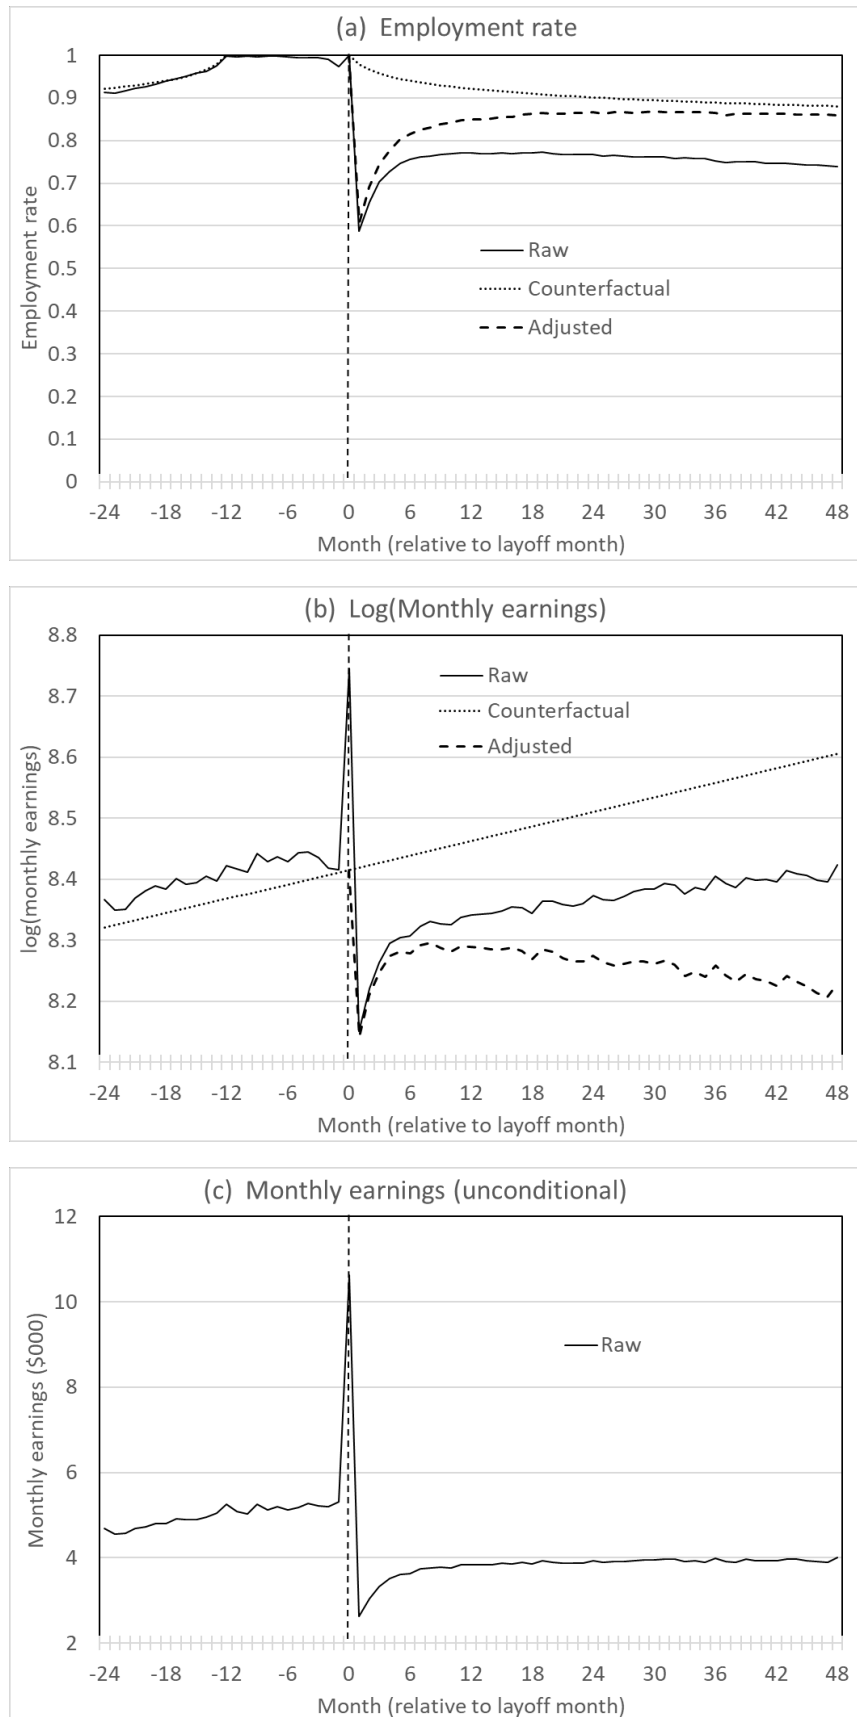 (a) Employment rate
1
0.9
0.8
0.7
0.6
0.5
0.4
0.3
0.2
0.1
0
Employment rate
Raw
Counterfactual
Adjusted
-24 -18 -12 -6 0 6 12 18 24 30 36 42 48
Month (relative to layoff month)
(b) Log(Monthly earnings)
8.8
8.7
8.6
8.5
8.4
8.3
8.2
8.1
log(monthly earnings)
Raw
Counterfactual
Adjusted
-24 -18 -12 -6 0 6 12 18 24 30 36 42 48
Month (relative to layoff month)
(c) Monthly earnings (unconditional)
12
10
8
6
4
2
Monthly earnings ($000)
Raw
-24 -18 -12 -6 0 6 12 18 24 30 36 42 48
Month (relative to layoff month)